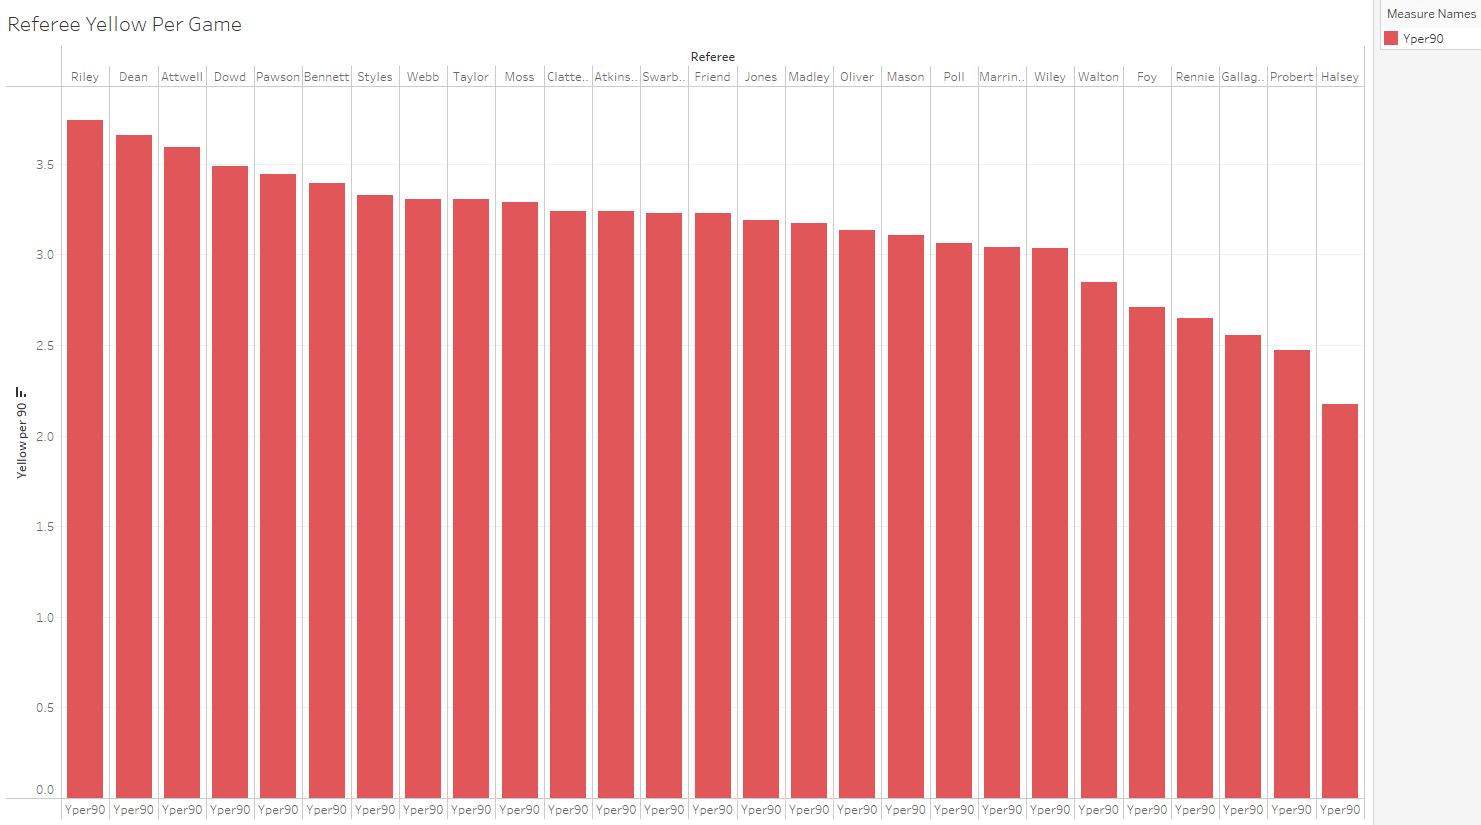 Referee Yellow Per Game
Measure Names
Yper90
Referee
Riley Dean Attwell Dowd Pawson Bennett Styles Webb Taylor Moss Clatte.. Atkins.. Swarb.. Friend Jones Madley Oliver Mason Poll Marrin.. Wiley Walton Foy Rennie Gallag.. Probert Halsey
3.5
3.0
2.5
2.0
1.5
1.0
0.5
0.0
Yellow per 90
Yper90 Yper90 Yper90 Yper90 Yper90 Yper90 Yper90 Yper90 Yper90 Yper90 Yper90 Yper90 Yper90 Yper90 Yper90 Yper90 Yper90 Yper90 Yper90 Yper90 Yper90 Yper90 Yper90 Yper90 Yper90 Yper90 Yper90